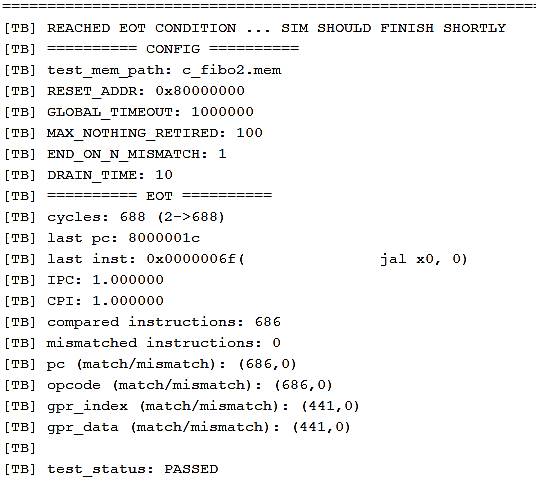 ================================================================
[TB] REACHED EOT CONDITION ... SIM SHOULD FINISH SHORTLY
[TB] ========== CONFIG ==========
[TB] test_mem_path: c_fibo2.mem
[TB] RESET_ADDR: 0x80000000
[TB] GLOBAL_TIMEOUT: 1000000
[TB] MAX_NOTHING_RETIRED: 100
[TB] END_ON_N_MISMATCH: 1
[TB] DRAIN_TIME: 10
[TB] ========== EOT ==========
[TB] cycles: 688 (2->688)
[TB] last pc: 8000001c
[TB] last inst: 0x0000006f(               jal x0, 0)
[TB] IPC: 1.000000
[TB] CPI: 1.000000
[TB] compared instructions: 686
[TB] mismatched instructions: 0
[TB] pc (match/mismatch): (686,0)
[TB] opcode (match/mismatch): (686,0)
[TB] gpr_index (match/mismatch): (441,0)
[TB] gpr_data (match/mismatch): (441,0)
[TB]
[TB] test_status: PASSED